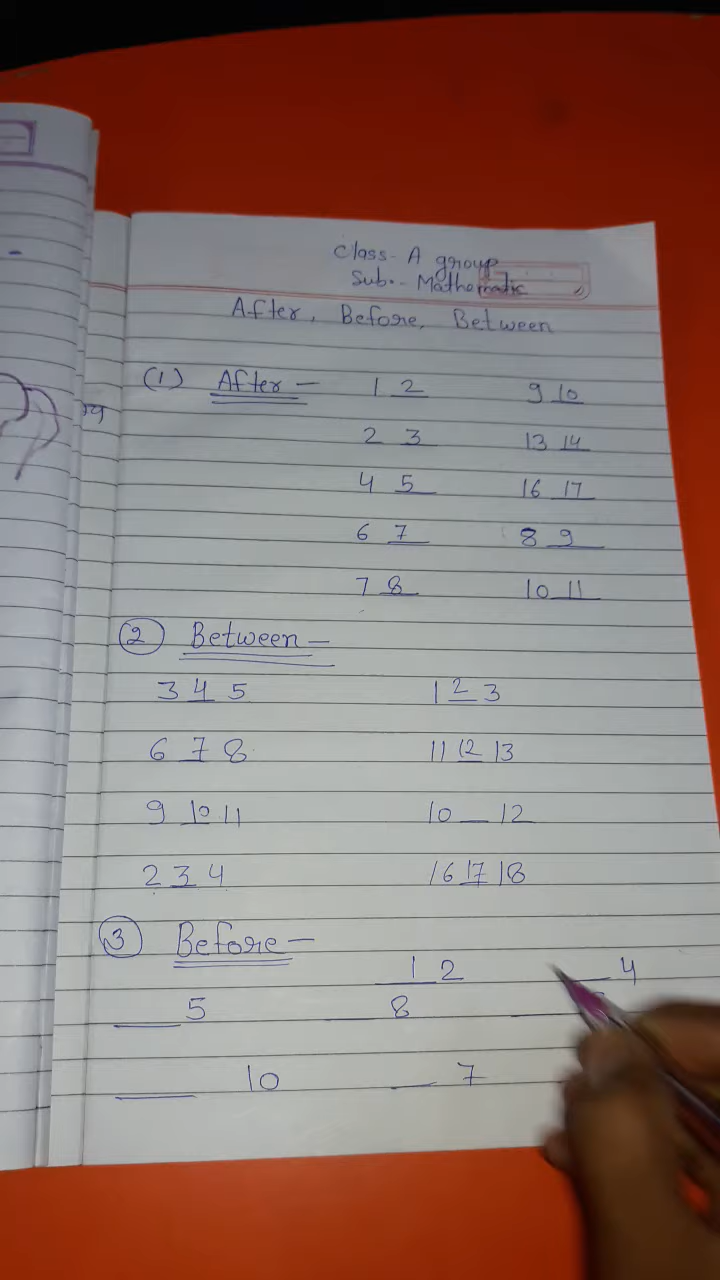 Class- A group
Sub.- Mathematic
After, Before, Between
(1) After - 1 2 9 10
2 3 13 14
4 5 16 17
6 7 8 9
7 8 10 11
2 Between -
3 4 5 1 2 3
6 7 8 11 12 13
9 10 11 10 __ 12
2 3 4 16 17 18
3 Before -
1 2 __ 4
__ 5 __ 8 __
__ 10 __ 7